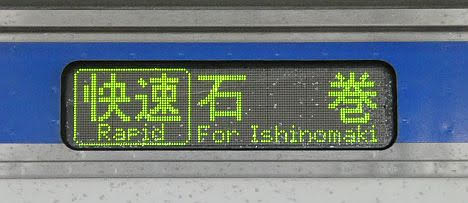 快速 石巻
Rapid For Ishinomaki